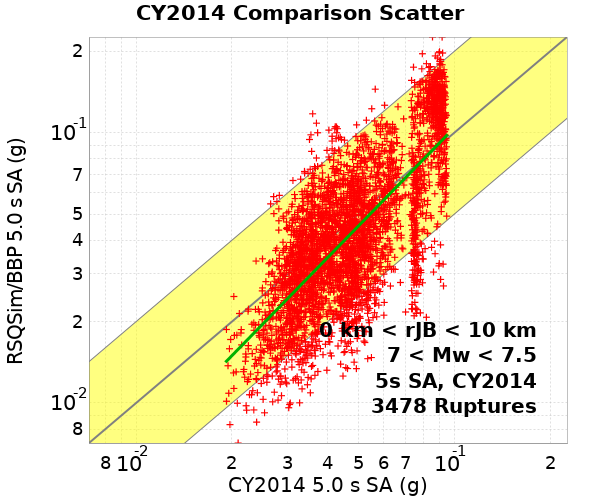 CY2014 Comparison Scatter
RSQSim/BBP 5.0 s SA (g)
2
10^-1
7
5
4
3
2
10^-2
8
0 km < rJB < 10 km
7 < Mw < 7.5
5s SA, CY2014
3478 Ruptures
8 10^-2 2 3 4 5 6 7 10^-1 2
CY2014 5.0 s SA (g)